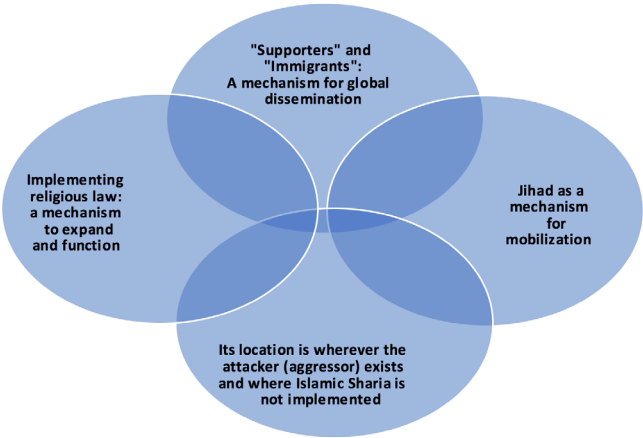 "Supporters" and
"Immigrants":
A mechanism for global
dissemination
Implementing
religious law:
a mechanism
to expand
and function
Jihad as a
mechanism
for
mobilization
Its location is wherever the
attacker (aggressor) exists
and where Islamic Sharia is
not implemented